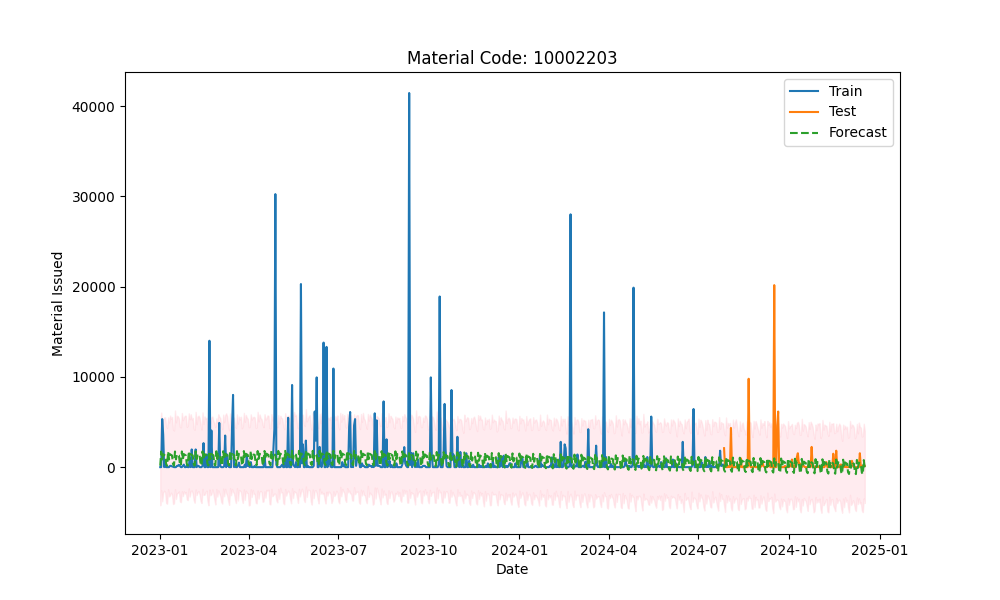 Material Code: 10002203
Train
Test
Forecast
Material Issued
40000
30000
20000
10000
0
2023-01 2023-04 2023-07 2023-10 2024-01 2024-04 2024-07 2024-10 2025-01
Date